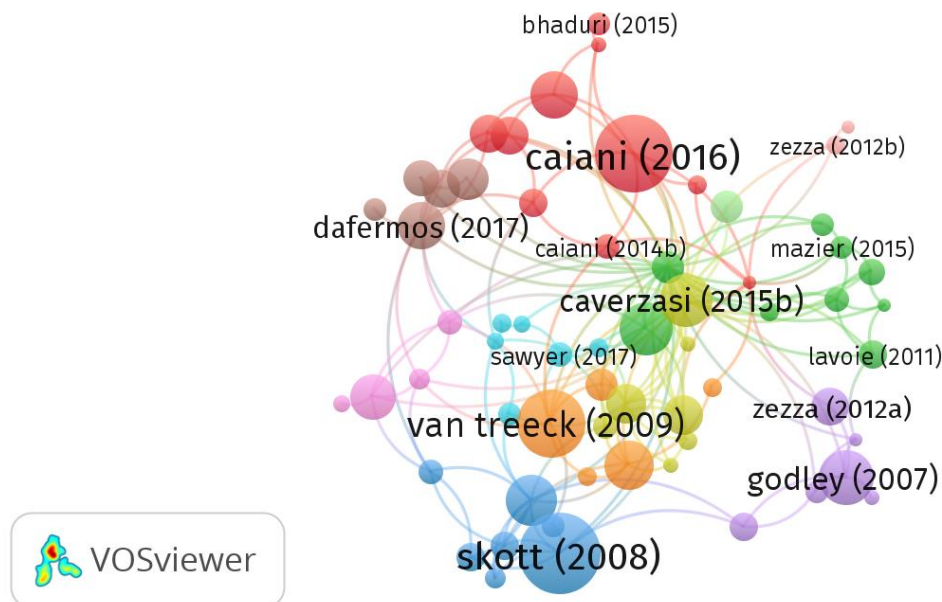 bhaduri (2015)
caiani (2016)
zezza (2012b)
dafermos (2017)
caiani (2014b)
mazier (2015)
caverzasi (2015b)
sawyer (2017)
lavoie (2011)
van treeck (2009)
zezza (2012a)
godley (2007)
skott (2008)
VOSviewer